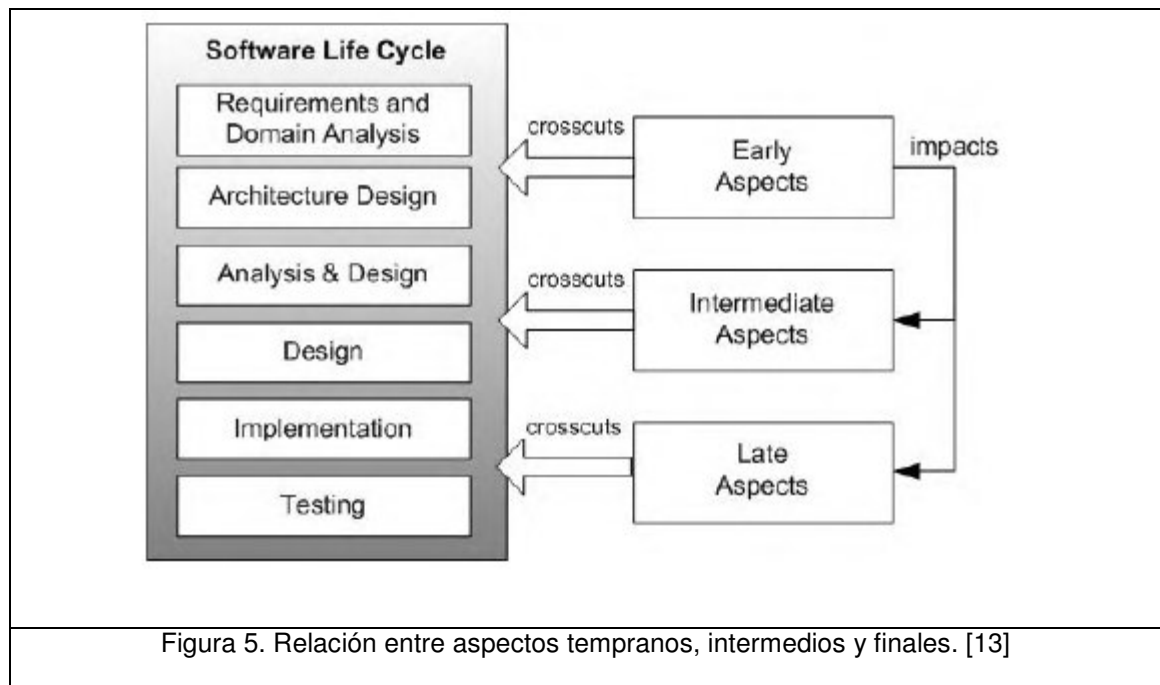 Software Life Cycle
Requirements and
Domain Analysis
Architecture Design
Analysis & Design
Design
Implementation
Testing
crosscuts
Early
Aspects
impacts
crosscuts
Intermediate
Aspects
crosscuts
Late
Aspects
Figura 5. Relación entre aspectos tempranos, intermedios y finales. [13]